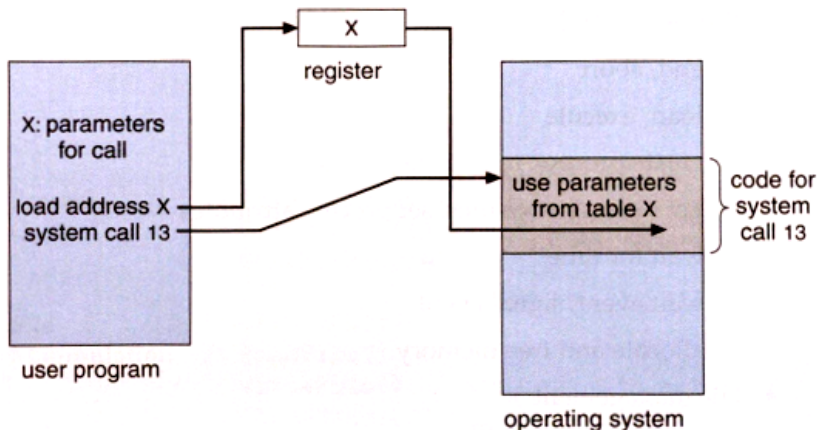 X
register
X: parameters
for call
load address X
system call 13
use parameters
from table X
code for
system
call 13
user program
operating system